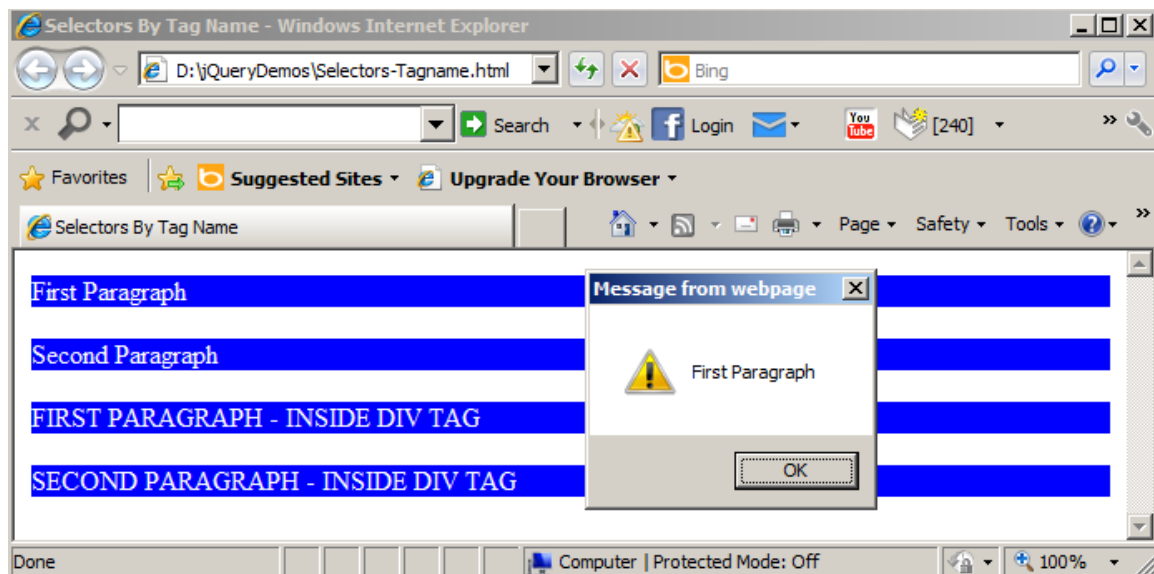 Selectors By Tag Name - Windows Internet Explorer
D:\jQueryDemos\Selectors-Tagname.html
Bing
Search
f Login
You Tube
[240]
»
Favorites
Suggested Sites
Upgrade Your Browser
Selectors By Tag Name
Page
Safety
Tools
»
First Paragraph
Second Paragraph
FIRST PARAGRAPH - INSIDE DIV TAG
SECOND PARAGRAPH - INSIDE DIV TAG
Message from webpage
First Paragraph
OK
Done
Computer | Protected Mode: Off
100%